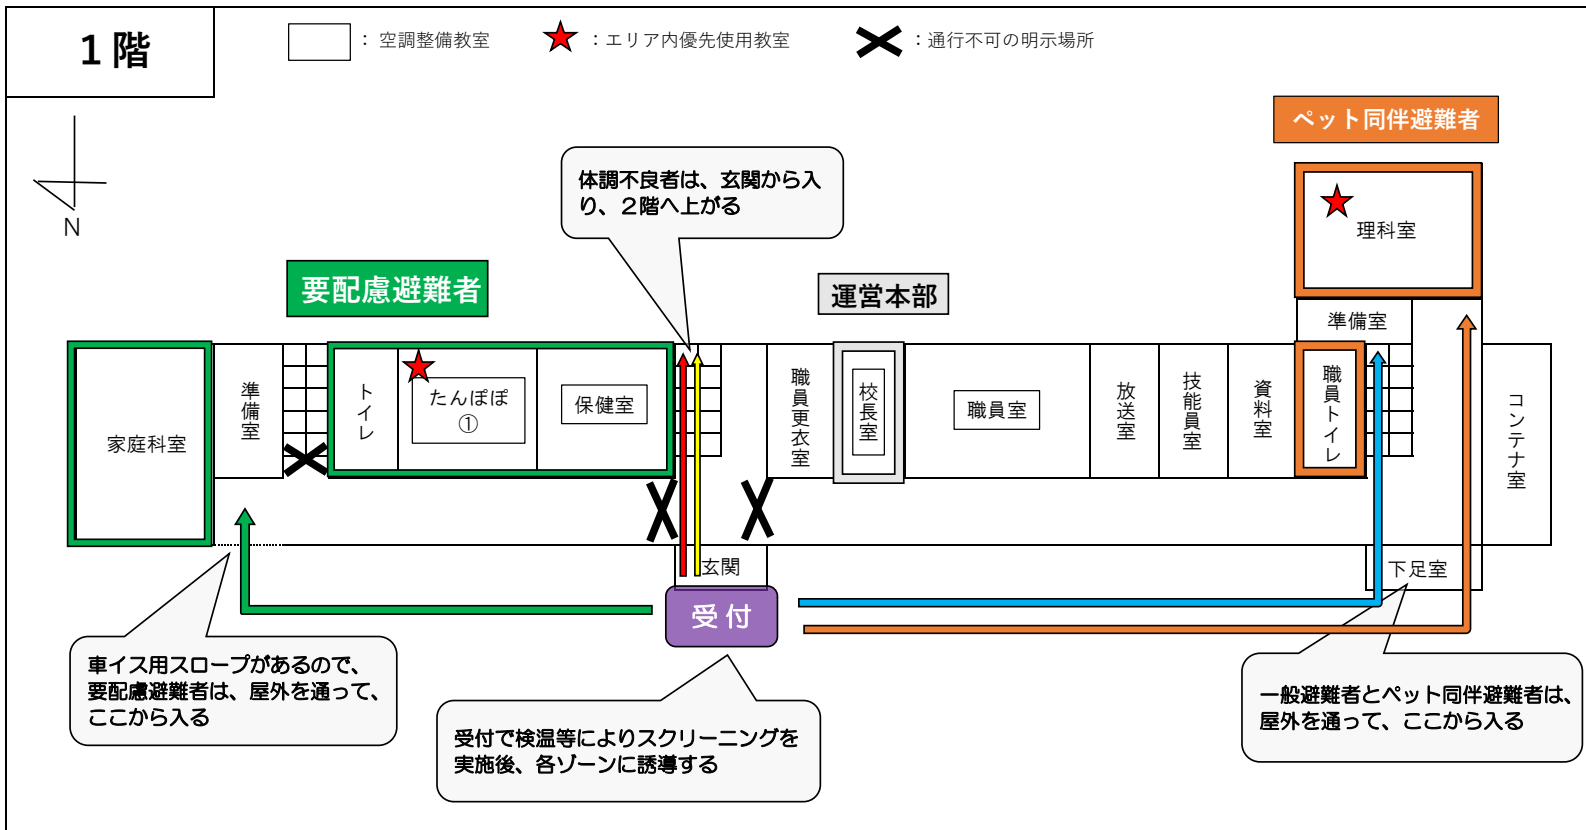 1階
：空調整備教室
：エリア内優先使用教室
：通行不可の明示場所
N
ペット同伴避難者
体調不良者は、玄関から入
り、２階へ上がる
理科室
要配慮避難者
運営本部
準備室
家庭科室
準備室
トイレ
たんぽぽ
①
保健室
職員更衣室
校長室
職員室
放送室
技能員室
資料室
職員トイレ
コンテナ室
玄関
下足室
受付
車イス用スロープがあるので、
要配慮避難者は、屋外を通って、
ここから入る
受付で検温等によりスクリーニングを
実施後、各ゾーンに誘導する
一般避難者とペット同伴避難者は、
屋外を通って、ここから入る